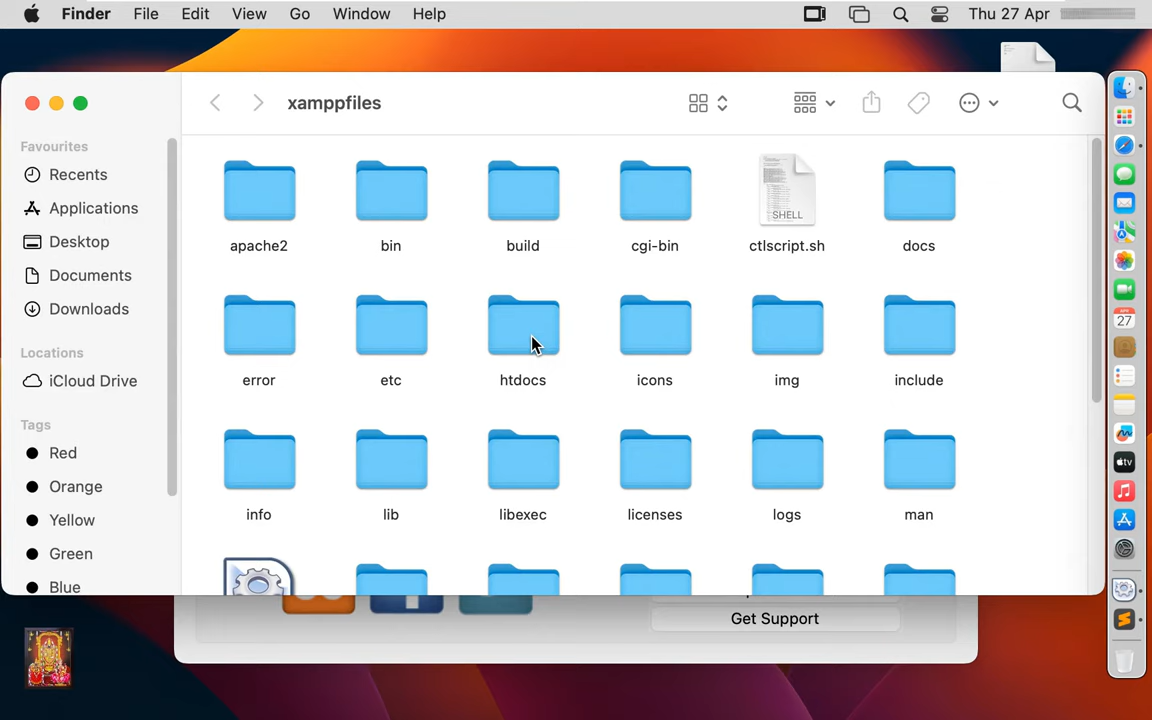 Finder File Edit View Go Window Help Thu 27 Apr
xamppfiles
Favourites
Recents
Applications
Desktop
Documents
Downloads
Locations
iCloud Drive
Tags
Red
Orange
Yellow
Green
Blue
SHELL
apache2 bin build cgi-bin ctlscript.sh docs
error etc htdocs icons img include
info lib libexec licenses logs man
Get Support
27
tv